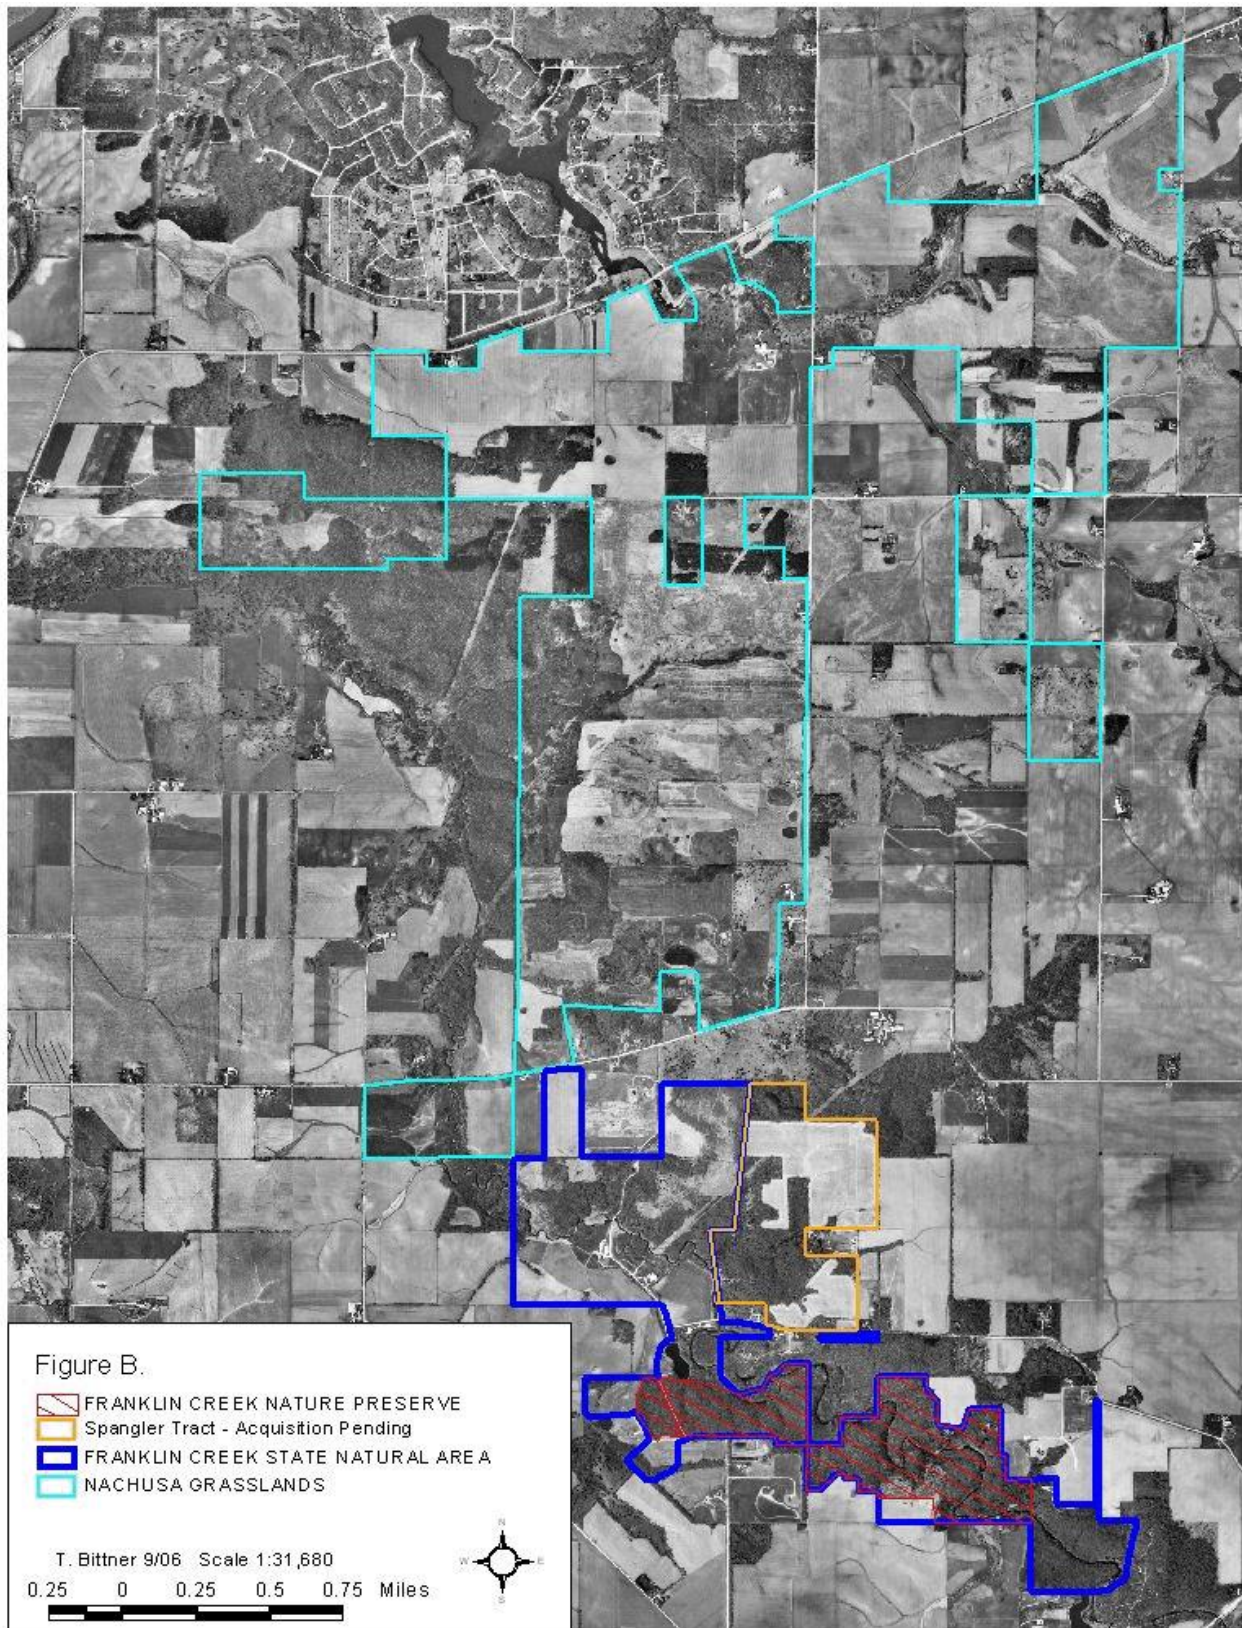 Figure B.
FRANKLIN CREEK NATURE PRESERVE
Spangler Tract - Acquisition Pending
FRANKLIN CREEK STATE NATURAL AREA
NACHUSA GRASSLANDS
N
W E
S
T. Bittner 9/06 Scale 1:31,680
0.25 0 0.25 0.5 0.75 Miles